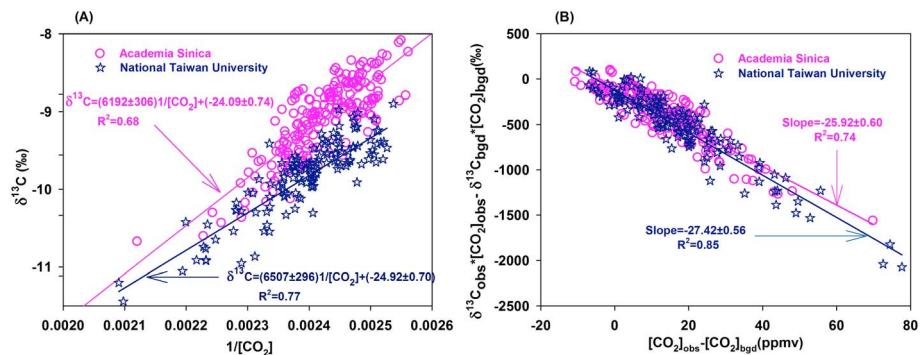 (A)
-8
-9
-10
-11
δ13C (‰)
Academia Sinica
National Taiwan University
δ13C=(6192±306)1/[CO2]+(-24.09±0.74)
R2=0.68
δ13C=(6507±296)1/[CO2]+(-24.92±0.70)
R2=0.77
0.0020 0.0021 0.0022 0.0023 0.0024 0.0025 0.0026
1/[CO2]
(B)
1000
500
0
-500
-1000
-1500
-2000
-2500
δ13Cobs*[CO2]obs- δ13Cbgd*[CO2]bgd(‰)
Academia Sinica
National Taiwan University
Slope=-25.92±0.60
R2=0.74
Slope=-27.42±0.56
R2=0.85
-20 0 20 40 60 80
[CO2]obs-[CO2]bgd(ppmv)